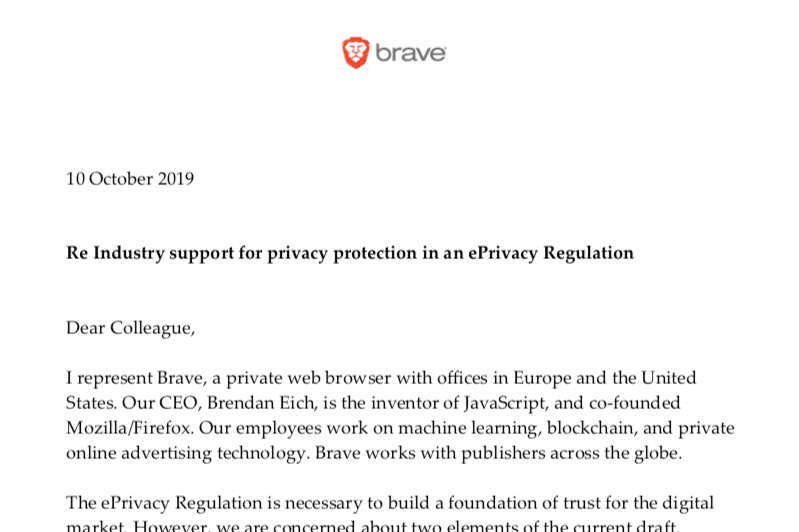 brave
10 October 2019
Re Industry support for privacy protection in an ePrivacy Regulation
Dear Colleague,
I represent Brave, a private web browser with offices in Europe and the United
States. Our CEO, Brendan Eich, is the inventor of JavaScript, and co-founded
Mozilla/Firefox. Our employees work on machine learning, blockchain, and private
online advertising technology. Brave works with publishers across the globe.
The ePrivacy Regulation is necessary to build a foundation of trust for the digital
market. However, we are concerned about two elements of the current draft.